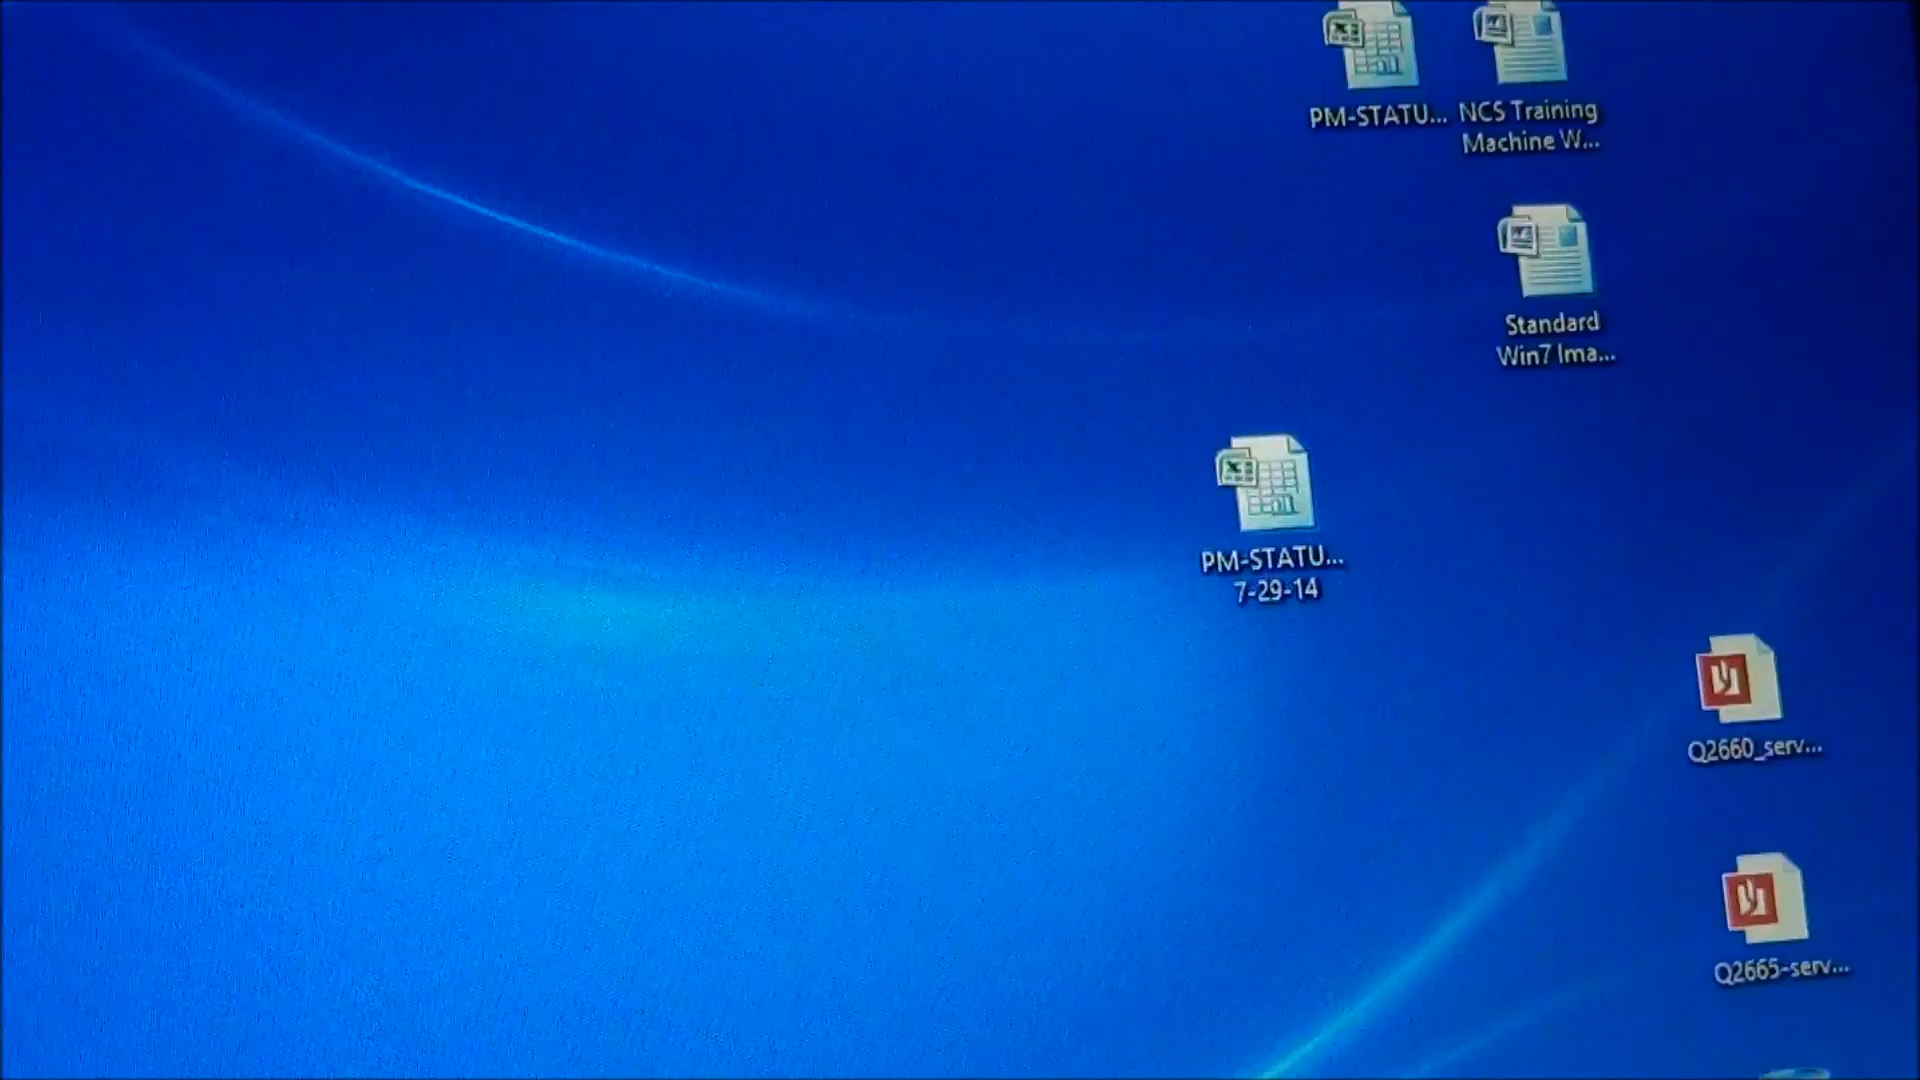 PM-STATU...
NCS Training
Machine W...
Standard
Win7 Ima...
PM-STATU...
7-29-14
Q2660_serv...
Q2665-serv...